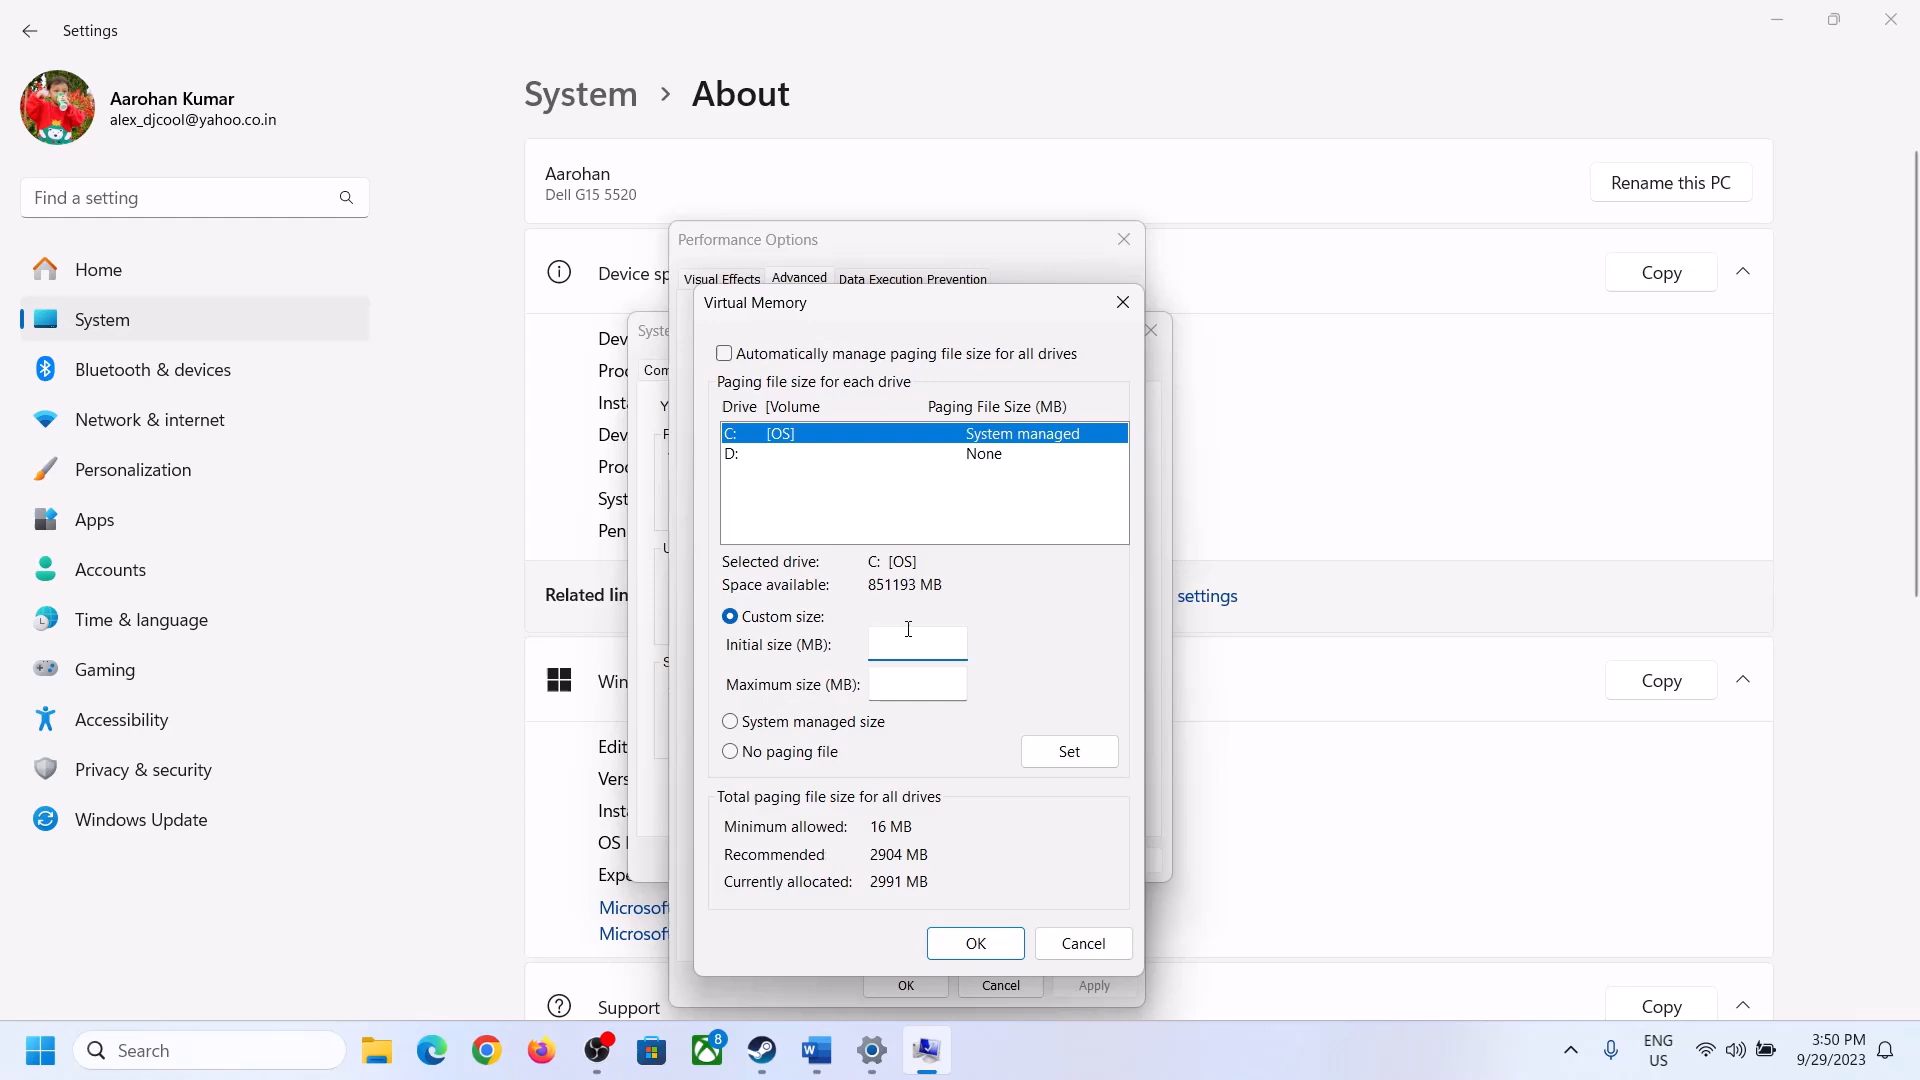 Settings
Aarohan Kumar
alex_djcool@yahoo.co.in
Find a setting
Home
System
Bluetooth & devices
Network & internet
Personalization
Apps
Accounts
Time & language
Gaming
Accessibility
Privacy & security
Windows Update
System > About
Aarohan
Dell G15 5520
Rename this PC
Device sp
Copy
Dev
Proc
Insta
Dev
Proc
Syst
Pen
Related lin
settings
Win
Copy
Edit
Vers
Insta
OS
Expe
Microsof
Microsof
Support
Copy
Performance Options
Visual Effects
Advanced
Data Execution Prevention
Syste
Com
Y
OK
Cancel
Apply
Virtual Memory
Automatically manage paging file size for all drives
Paging file size for each drive
Drive [Volume Paging File Size (MB)
C: [OS] System managed
D: None
Selected drive: C: [OS]
Space available: 851193 MB
Custom size:
Initial size (MB):
Maximum size (MB):
System managed size
No paging file
Set
Total paging file size for all drives
Minimum allowed: 16 MB
Recommended 2904 MB
Currently allocated: 2991 MB
OK
Cancel
Search
8
ENG
US
3:50 PM
9/29/2023